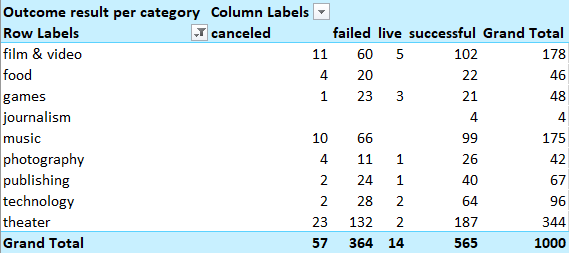 Outcome result per category Column Labels
Row Labels canceled failed live successful Grand Total
film & video 11 60 5 102 178
food 4 20 22 46
games 1 23 3 21 48
journalism 4 4
music 10 66 99 175
photography 4 11 1 26 42
publishing 2 24 1 40 67
technology 2 28 2 64 96
theater 23 132 2 187 344
Grand Total 57 364 14 565 1000